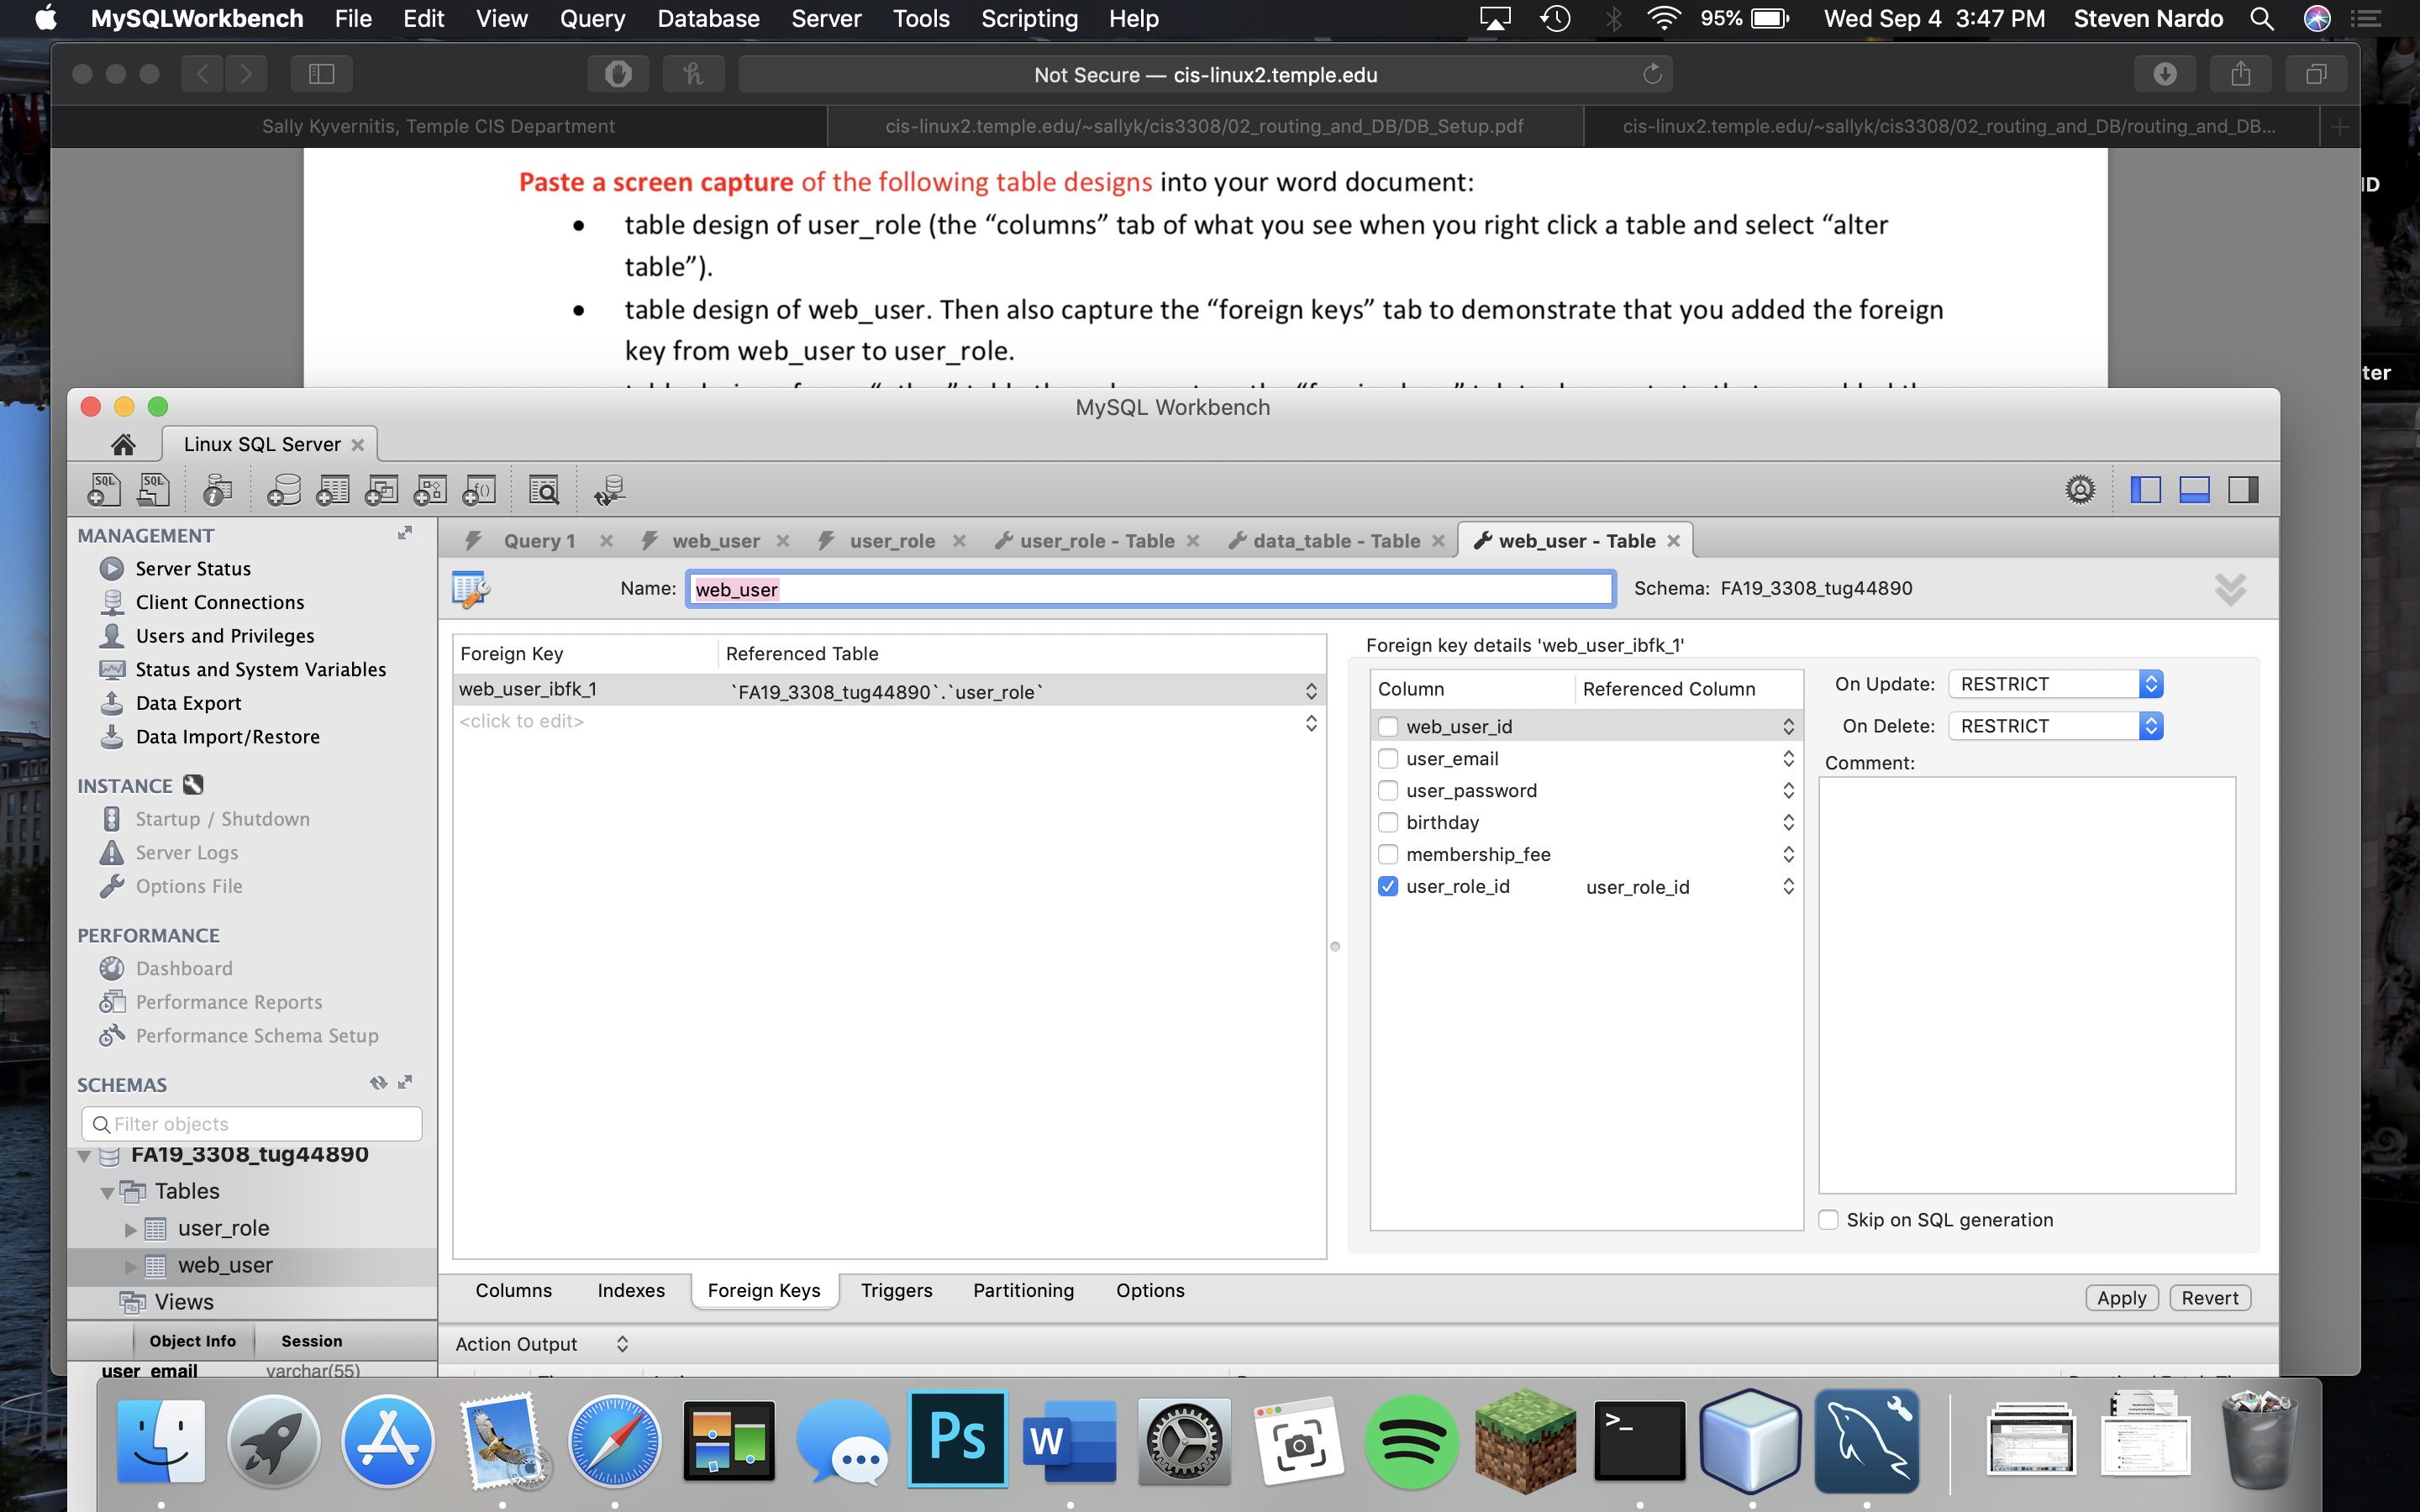 MySQLWorkbench File Edit View Query Database Server Tools Scripting Help 95% Wed Sep 4 3:47 PM Steven Nardo
Not Secure — cis-linux2.temple.edu
Sally Kyvernitis, Temple CIS Department
cis-linux2.temple.edu/~sallyk/cis3308/02_routing_and_DB/DB_Setup.pdf
cis-linux2.temple.edu/~sallyk/cis3308/02_routing_and_DB/routing_and_DB...
Paste a screen capture of the following table designs into your word document:
• table design of user_role (the “columns” tab of what you see when you right click a table and select “alter
table”).
• table design of web_user. Then also capture the “foreign keys” tab to demonstrate that you added the foreign
key from web_user to user_role.
MySQL Workbench
Linux SQL Server
MANAGEMENT
Server Status
Client Connections
Users and Privileges
Status and System Variables
Data Export
Data Import/Restore
INSTANCE
Startup / Shutdown
Server Logs
Options File
PERFORMANCE
Dashboard
Performance Reports
Performance Schema Setup
SCHEMAS
Filter objects
FA19_3308_tug44890
Tables
user_role
web_user
Views
Object Info Session
user_email varchar(55)
Query 1 web_user user_role user_role - Table data_table - Table web_user - Table
Name: web_user Schema: FA19_3308_tug44890
Foreign Key Referenced Table
web_user_ibfk_1 `FA19_3308_tug44890`.`user_role`
<click to edit>
Foreign key details 'web_user_ibfk_1'
Column Referenced Column
web_user_id
user_email
user_password
birthday
membership_fee
user_role_id user_role_id
On Update: RESTRICT
On Delete: RESTRICT
Comment:
Skip on SQL generation
Columns Indexes Foreign Keys Triggers Partitioning Options
Apply Revert
Action Output
Ps
W
>_